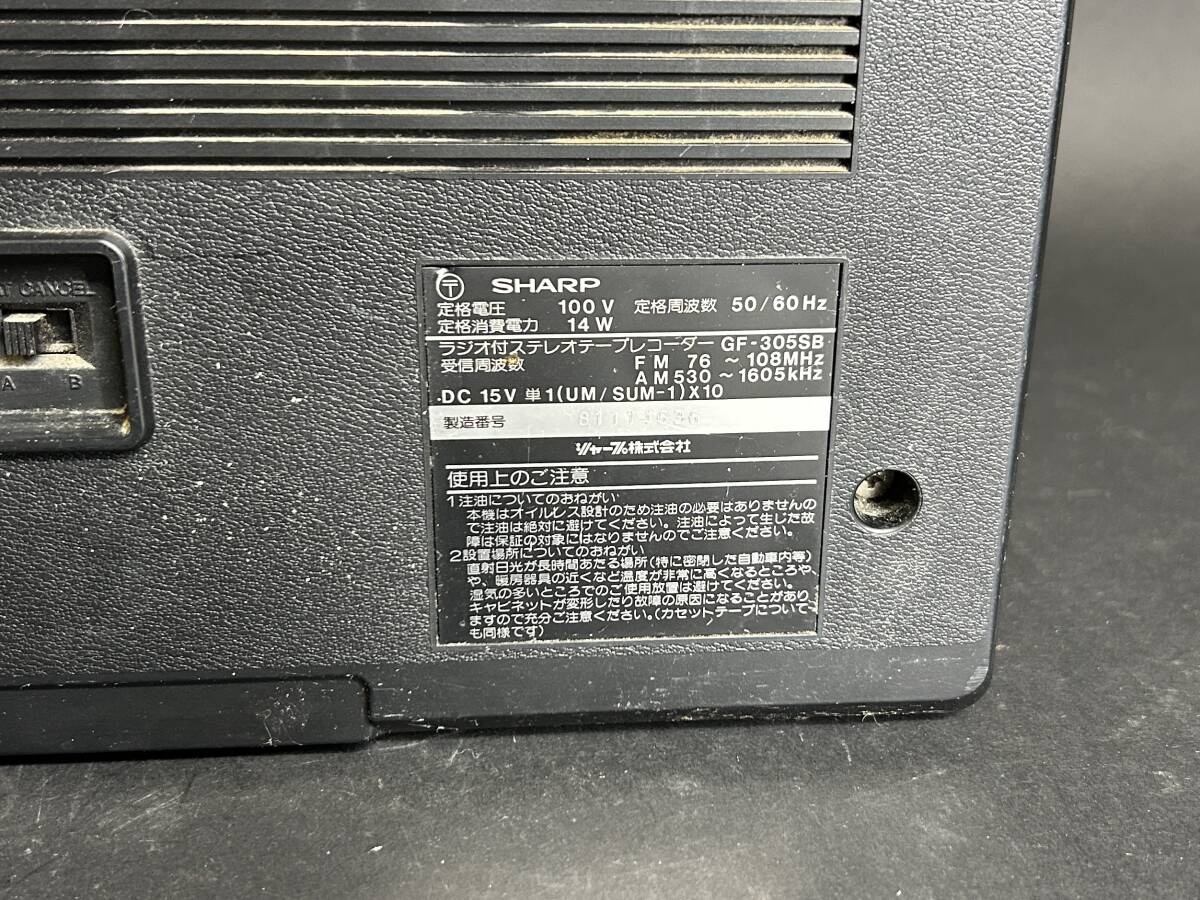 CANCEL
A B
〒 SHARP
定格電圧 100V 定格周波数 50/60Hz
定格消費電力 14W
ラジオ付ステレオテープレコーダー GF-305SB
受信周波数 FM 76 ~ 108MHz
AM 530 ~ 1605kHz
DC 15V 単1(UM/SUM-1)X10
製造番号
シャープ株式会社
使用上のご注意
1注油についてのおねがい
本機はオイルレス設計のため注油の必要はありませんの
で注油は絶対に避けてください。注油によって生じた故
障は保証の対象にはなりませんのでご注意ください。
2設置場所についてのおねがい
直射日光が長時間あたる場所(特に密閉した自動車内等)
や、暖房器具の近くなど温度が非常に高くなるところや
湿気の多いところでのご使用放置は避けてください。
キャビネットが変形したり故障の原因になることがあり
ますので充分ご注意ください。(カセットテープについて
も同様です)